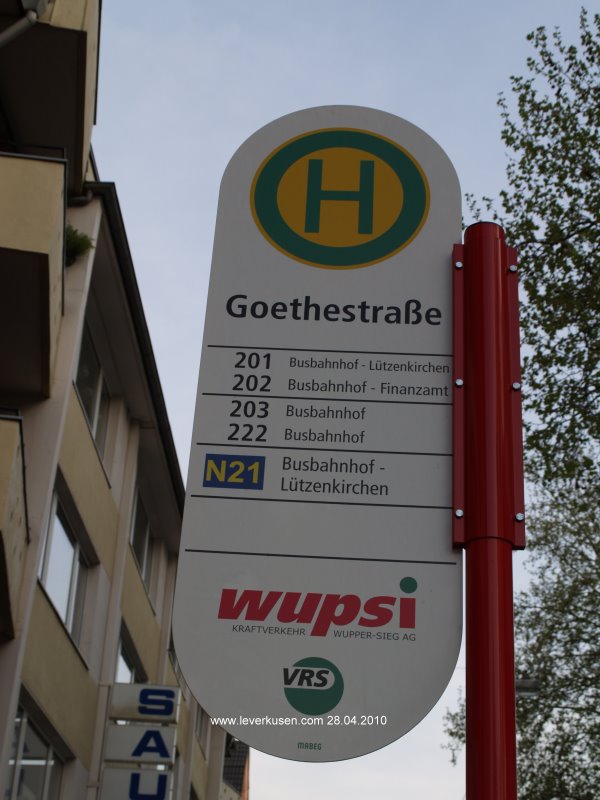 H
Goethestraße
201 Busbahnhof - Lützenkirchen
202 Busbahnhof - Finanzamt
203 Busbahnhof
222 Busbahnhof
N21 Busbahnhof -
Lützenkirchen
wupsi
KRAFTVERKEHR WUPPER-SIEG AG
VRS
www.leverkusen.com 28.04.2010
MABEG
S
A
U